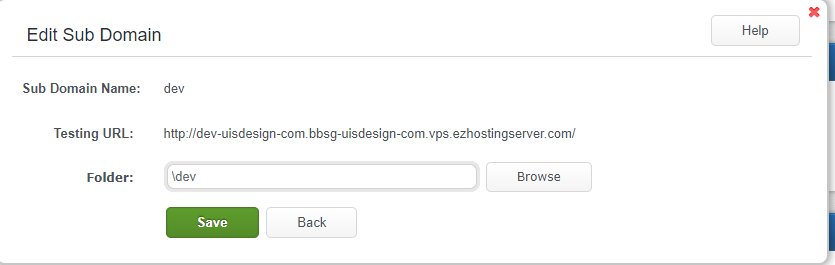 Edit Sub Domain
Help
Sub Domain Name: dev
Testing URL: http://dev-uisdesign-com.bbsg-uisdesign-com.vps.ezhostingserver.com/
Folder: \dev Browse
Save Back